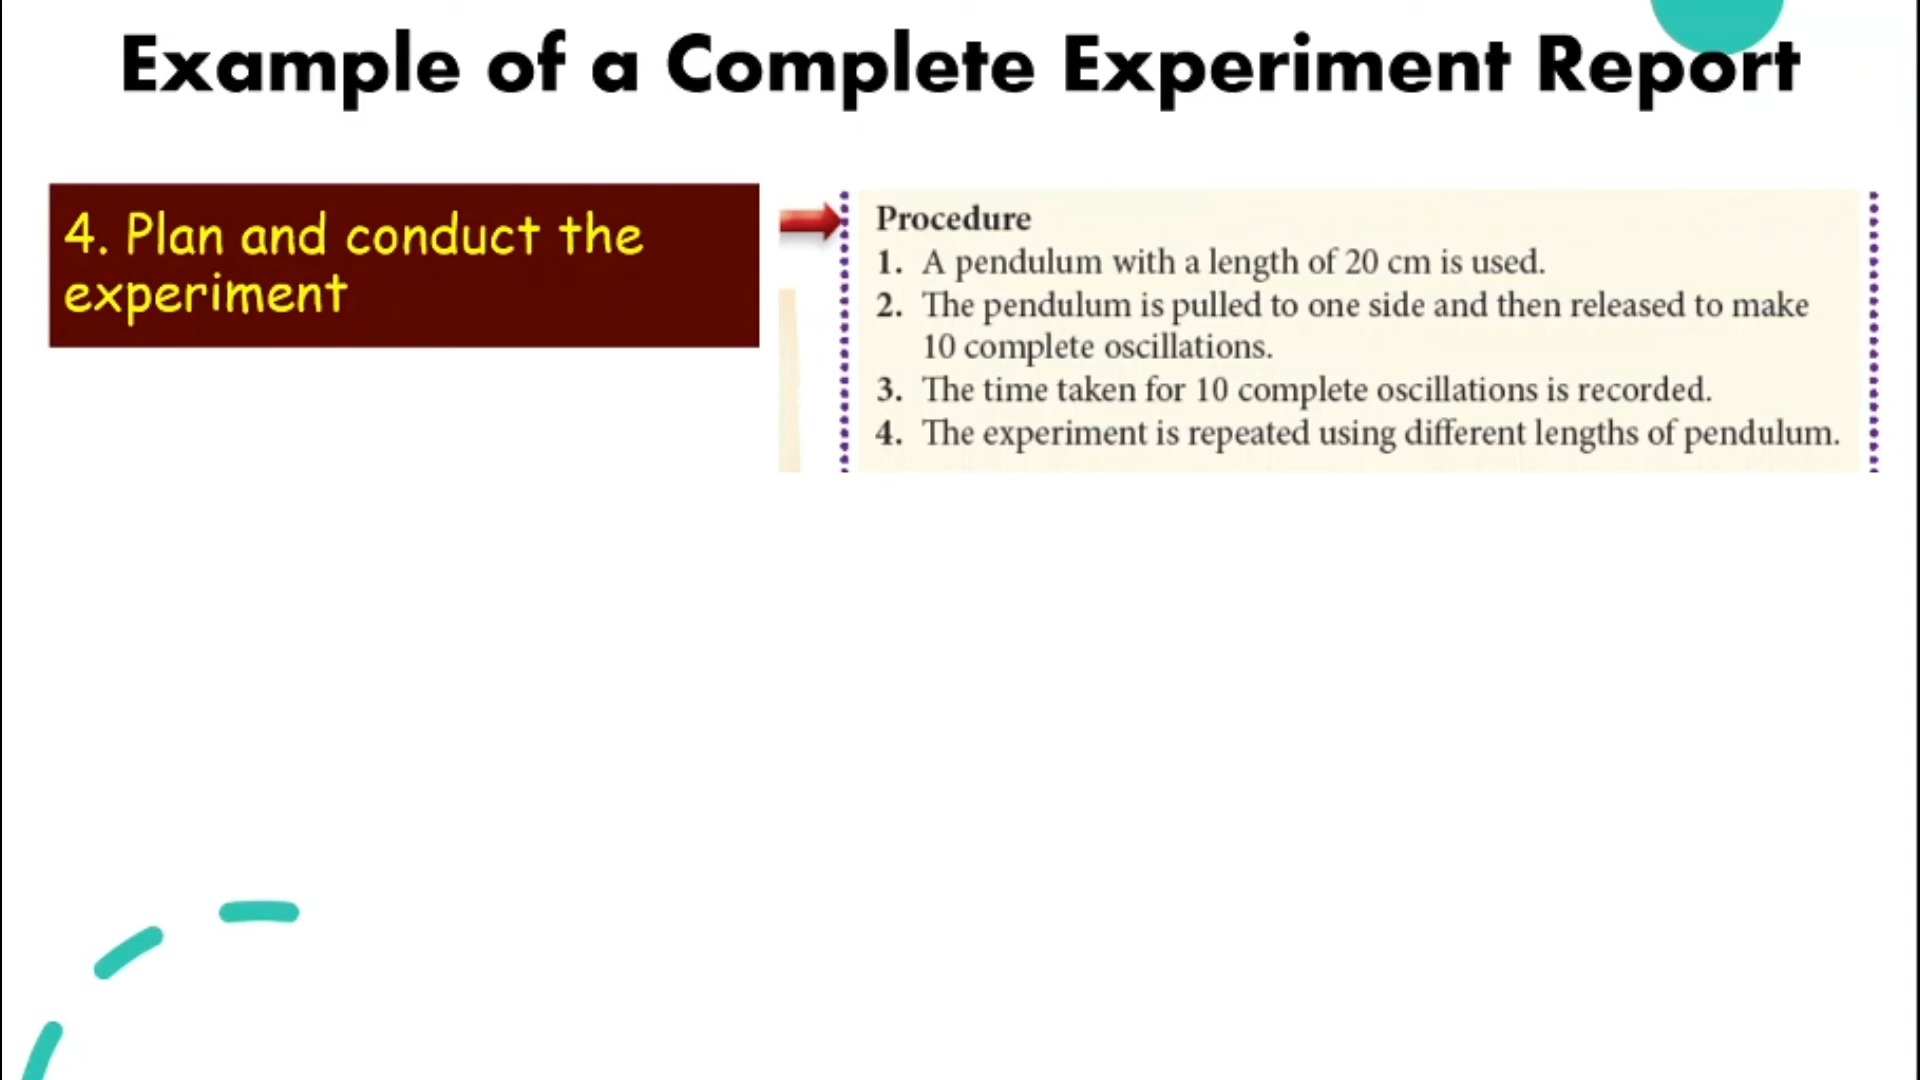 Example of a Complete Experiment Report
4. Plan and conduct the
experiment
Procedure
1. A pendulum with a length of 20 cm is used.
2. The pendulum is pulled to one side and then released to make
10 complete oscillations.
3. The time taken for 10 complete oscillations is recorded.
4. The experiment is repeated using different lengths of pendulum.